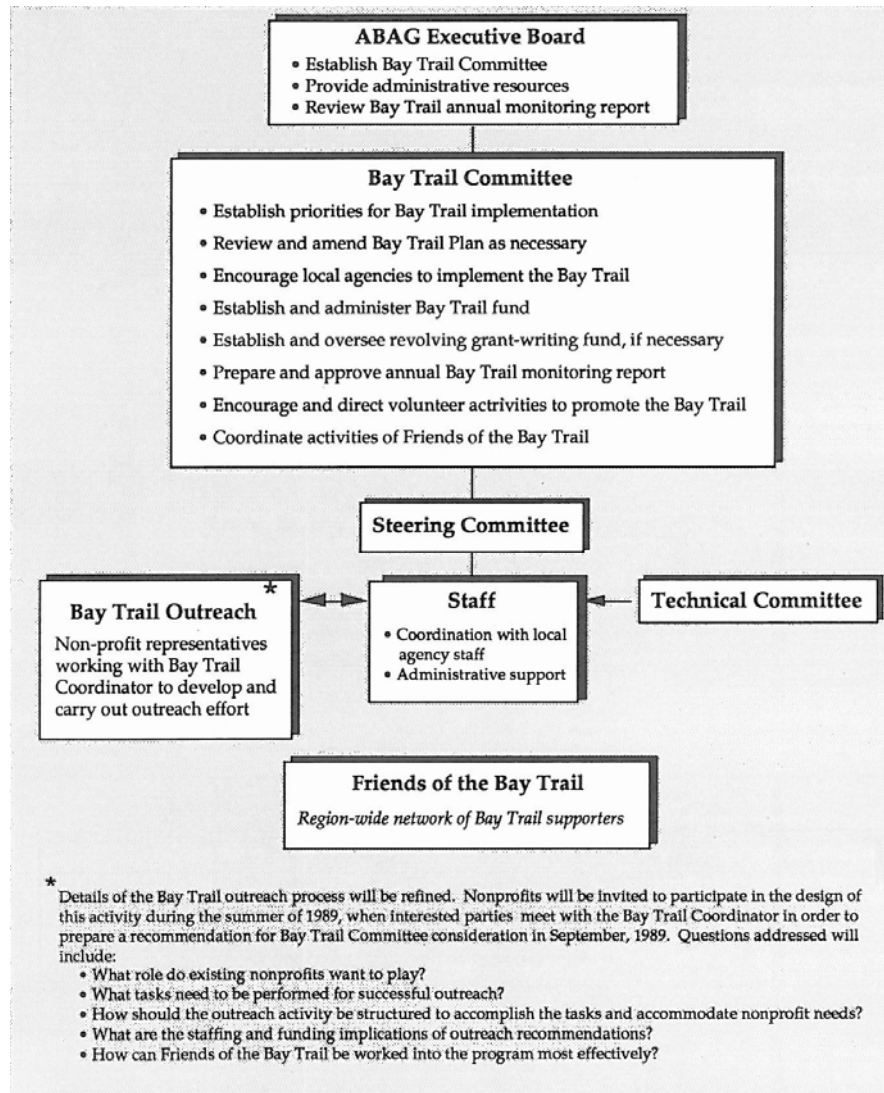 ABAG Executive Board
• Establish Bay Trail Committee
• Provide administrative resources
• Review Bay Trail annual monitoring report
Bay Trail Committee
• Establish priorities for Bay Trail implementation
• Review and amend Bay Trail Plan as necessary
• Encourage local agencies to implement the Bay Trail
• Establish and administer Bay Trail fund
• Establish and oversee revolving grant-writing fund, if necessary
• Prepare and approve annual Bay Trail monitoring report
• Encourage and direct volunteer actrivities to promote the Bay Trail
• Coordinate activities of Friends of the Bay Trail
Steering Committee
*
Bay Trail Outreach
Non-profit representatives
working with Bay Trail
Coordinator to develop and
carry out outreach effort
Staff
• Coordination with local
agency staff
• Administrative support
Technical Committee
Friends of the Bay Trail
Region-wide network of Bay Trail supporters
*
Details of the Bay Trail outreach process will be refined. Nonprofits will be invited to participate in the design of
this activity during the summer of 1989, when interested parties meet with the Bay Trail Coordinator in order to
prepare a recommendation for Bay Trail Committee consideration in September, 1989. Questions addressed will
include:
• What role do existing nonprofits want to play?
• What tasks need to be performed for successful outreach?
• How should the outreach activity be structured to accomplish the tasks and accommodate nonprofit needs?
• What are the staffing and funding implications of outreach recommendations?
• How can Friends of the Bay Trail be worked into the program most effectively?